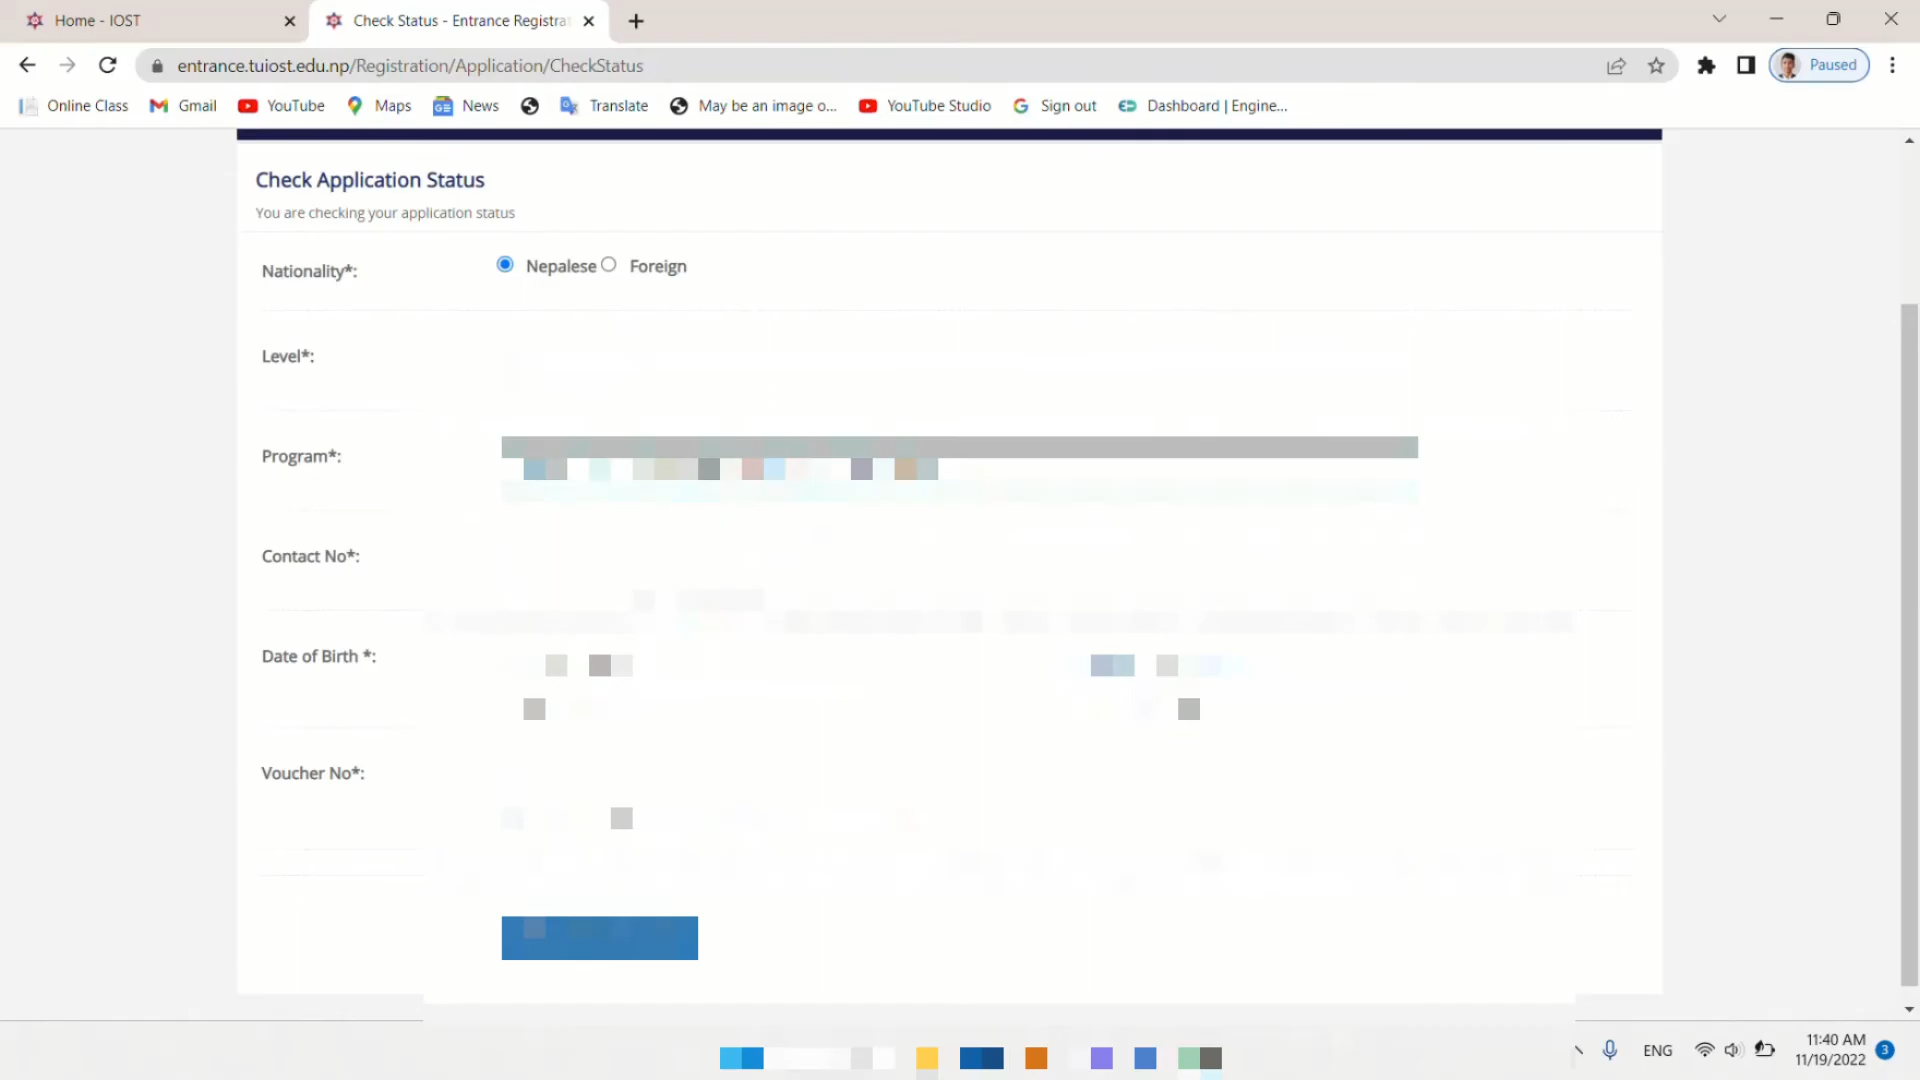 Home - IOST
Check Status - Entrance Registrat
entrance.tuiost.edu.np/Registration/Application/CheckStatus
Paused
Online Class
Gmail
YouTube
Maps
News
Translate
May be an image o...
YouTube Studio
Sign out
Dashboard | Engine...
Check Application Status
You are checking your application status
Nationality*:
Nepalese
Foreign
Level*:
Program*:
Contact No*:
Date of Birth *:
Voucher No*:
ENG
11:40 AM
11/19/2022
3